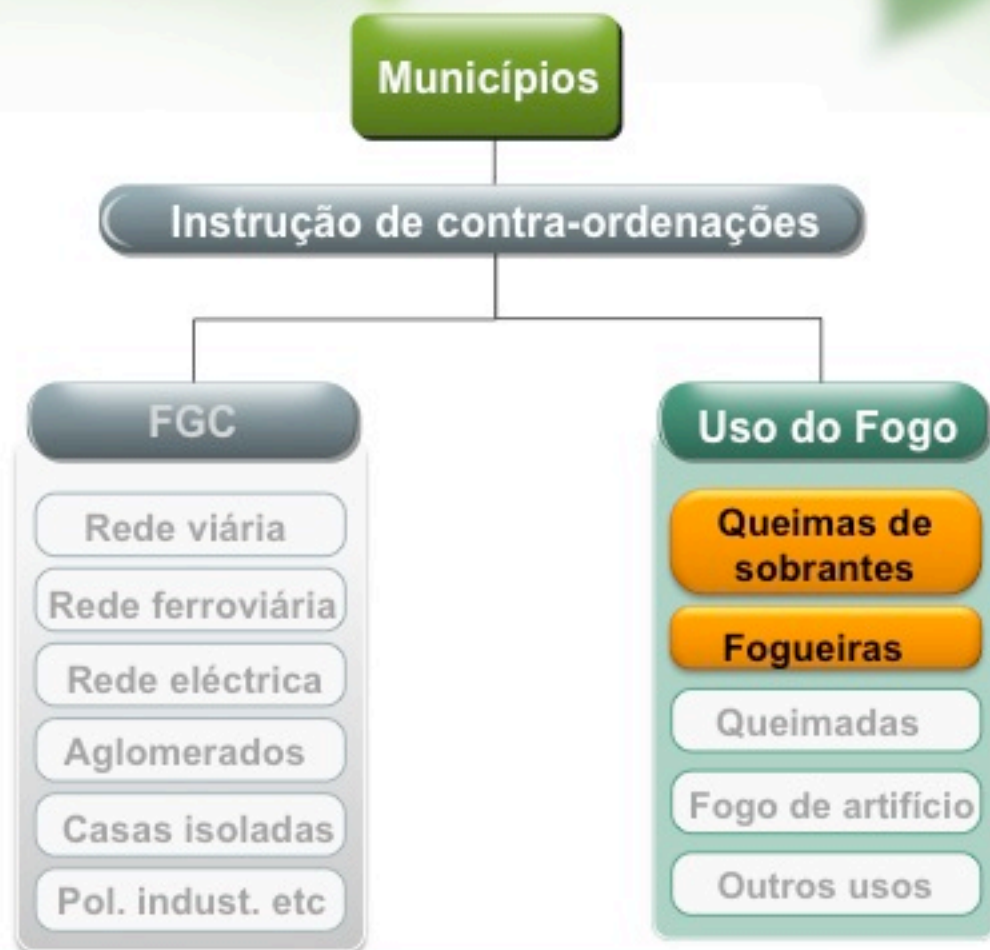 Municípios
Instrução de contra-ordenações
FGC
Rede viária
Rede ferroviária
Rede eléctrica
Aglomerados
Casas isoladas
Pol. indust. etc
Uso do Fogo
Queimas de
sobrantes
Fogueiras
Queimadas
Fogo de artifício
Outros usos